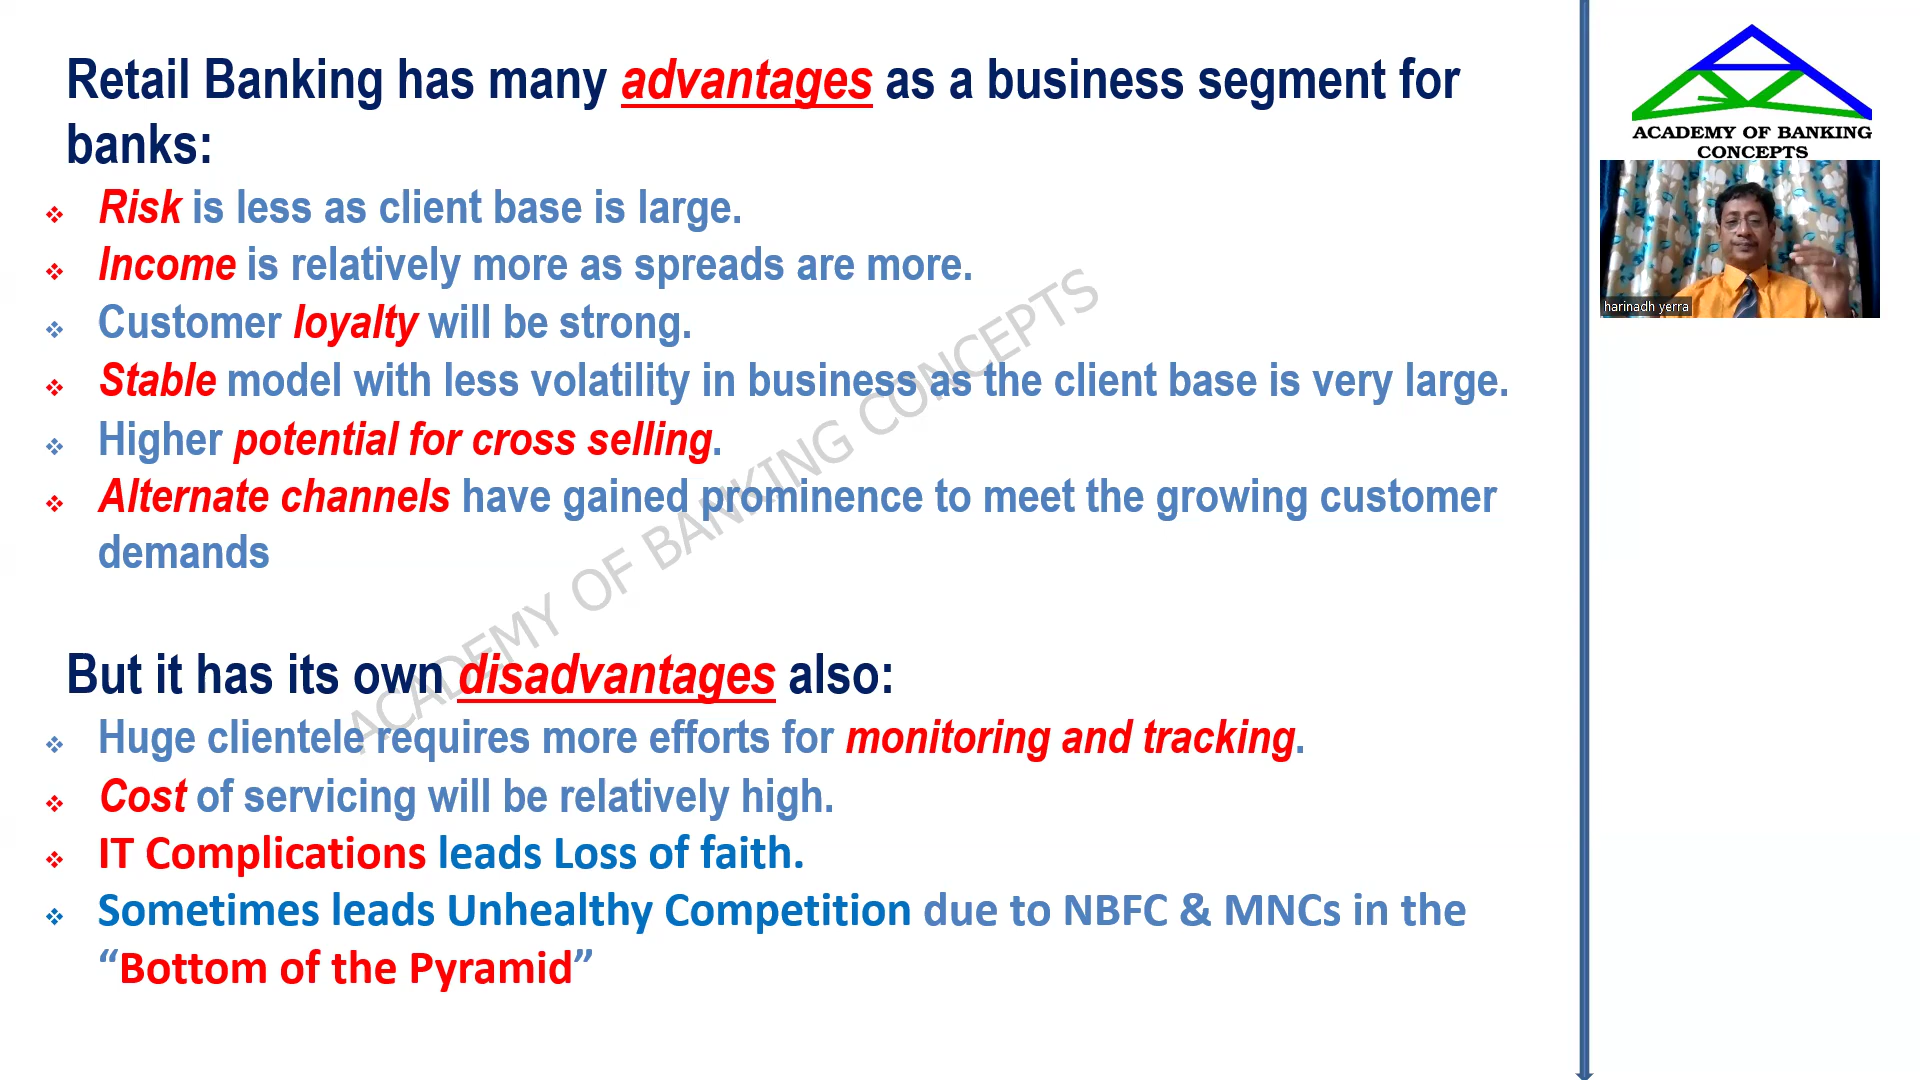 Retail Banking has many advantages as a business segment for
banks:
❖ Risk is less as client base is large.
❖ Income is relatively more as spreads are more.
❖ Customer loyalty will be strong.
❖ Stable model with less volatility in business as the client base is very large.
❖ Higher potential for cross selling.
❖ Alternate channels have gained prominence to meet the growing customer
demands
But it has its own disadvantages also:
❖ Huge clientele requires more efforts for monitoring and tracking.
❖ Cost of servicing will be relatively high.
❖ IT Complications leads Loss of faith.
❖ Sometimes leads Unhealthy Competition due to NBFC & MNCs in the
“Bottom of the Pyramid”
ACADEMY OF BANKING CONCEPTS
ACADEMY OF BANKING
CONCEPTS
harinadh yerra